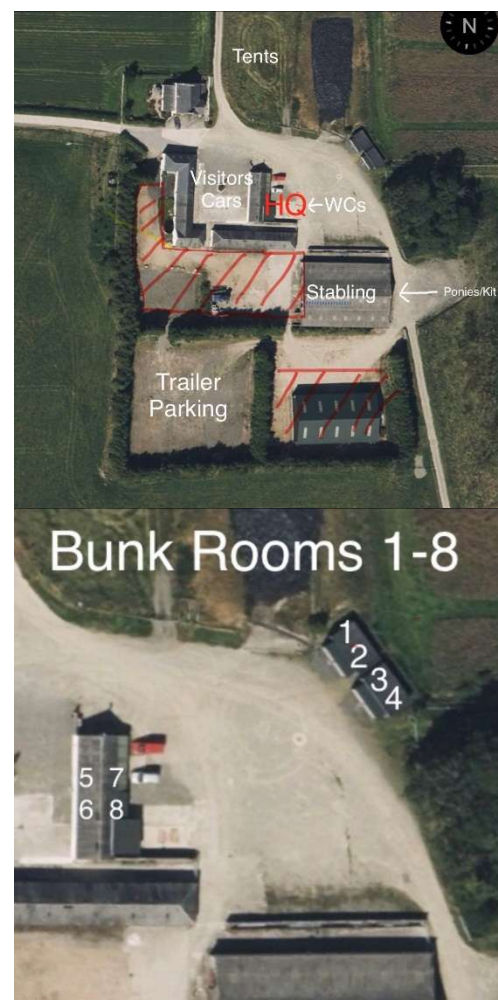 N
Tents
Visitors
Cars
HQ
←WCs
Stabling
← Ponies/Kit
Trailer
Parking
Bunk Rooms 1-8
1
2
3
4
5 7
6 8